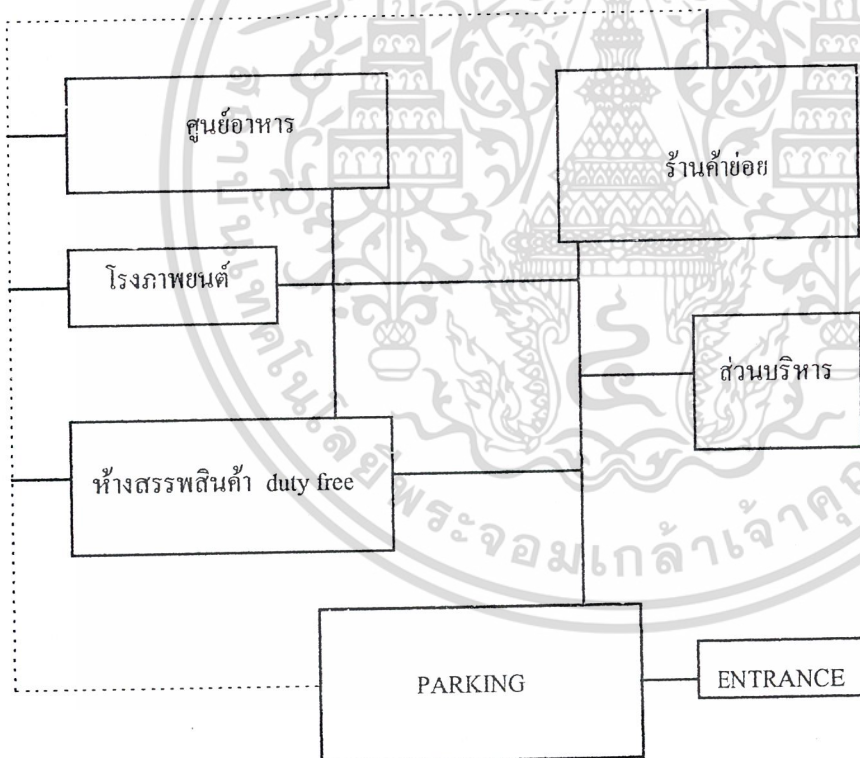 ศูนย์อาหาร
ร้านค้าย่อย
โรงภาพยนต์
ส่วนบริหาร
ห้างสรรพสินค้า duty free
PARKING
ENTRANCE